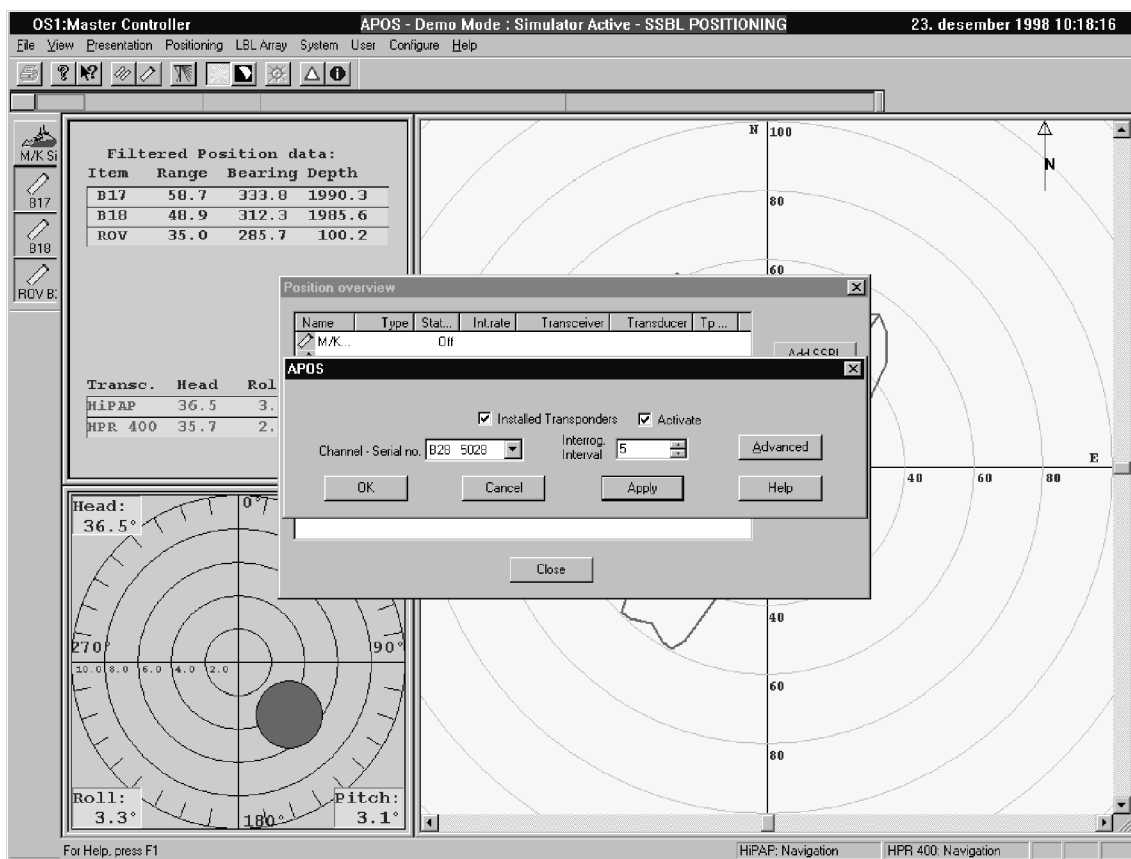 OS1:Master Controller APOS - Demo Mode : Simulator Active - SSBL POSITIONING 23. desember 1998 10:18:16
File View Presentation Positioning LBL Array System User Configure Help
M/K Si
B17
B18
ROV B:
Filtered Position data:
Item Range Bearing Depth
B17 58.7 333.8 1990.3
B18 48.9 312.3 1985.6
ROV 35.0 285.7 100.2
Transc. Head Rol
HiPAP 36.5 3.
HPR 400 35.7 2.
N 100
80
60
N
E
40 60 80
40
60
80
Position overview
Name Type Stat... Int.rate Transceiver Transducer Tp ...
M/K... Off
Add SSBL
APOS
Installed Transponders Activate
Channel - Serial no. B28 5028 Interrog. Interval 5 Advanced
OK Cancel Apply Help
Close
Head:
36.5°
0°
270°
90°
10.0 8.0 6.0 4.0 2.0
Roll:
3.3°
180°
Pitch:
3.1°
For Help, press F1 HiPAP: Navigation HPR 400: Navigation